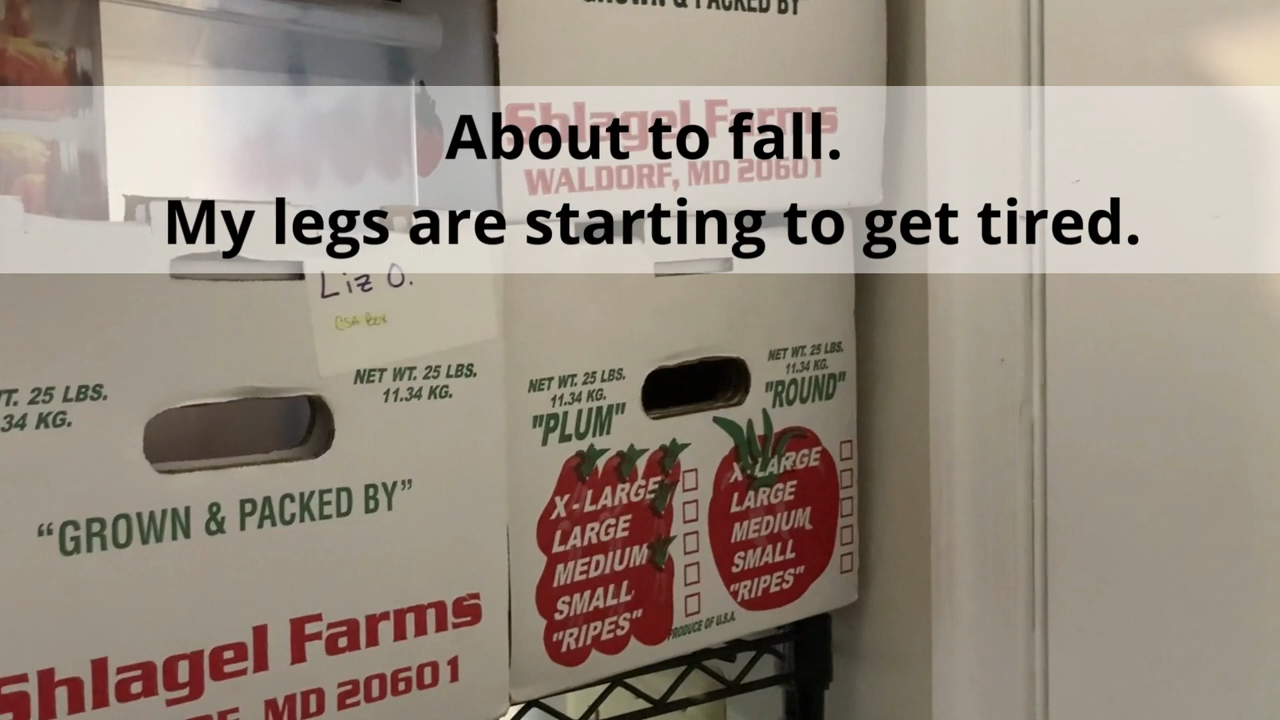 "GROWN & PACKED BY"
Shlagel Farms
WALDORF, MD 20601
About to fall.
My legs are starting to get tired.
Liz O.
CSA Box
T. 25 LBS.
34 KG.
NET WT. 25 LBS.
11.34 KG.
“GROWN & PACKED BY”
Shlagel Farms
MD 20601
NET WT. 25 LBS.
11.34 KG.
"PLUM"
X-LARGE
LARGE
MEDIUM
SMALL
"RIPES"
NET WT. 25 LBS.
11.34 KG.
"ROUND"
X-LARGE
LARGE
MEDIUM
SMALL
"RIPES"
PRODUCE OF U.S.A.